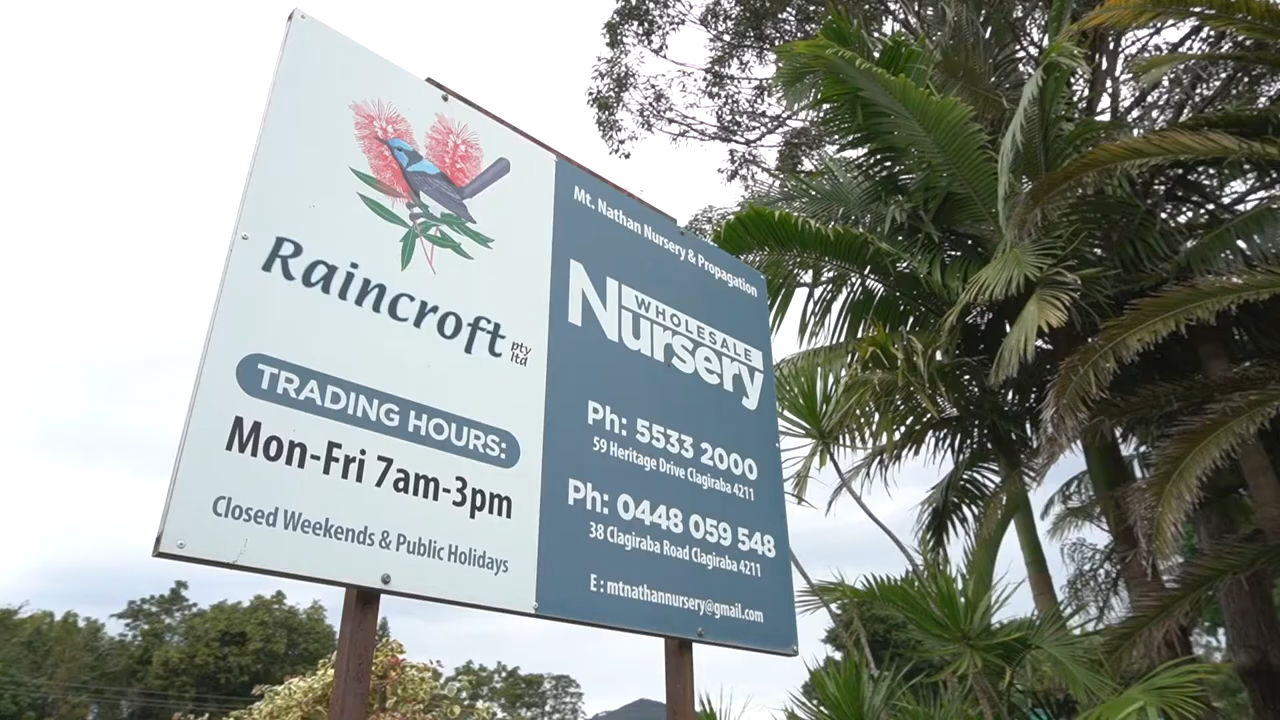 Raincroft pty ltd
TRADING HOURS:
Mon-Fri 7am-3pm
Closed Weekends & Public Holidays
Mt. Nathan Nursery & Propagation
WHOLESALE
Nursery
Ph: 5533 2000
59 Heritage Drive Clagiraba 4211
Ph: 0448 059 548
38 Clagiraba Road Clagiraba 4211
E : mtnathannursery@gmail.com